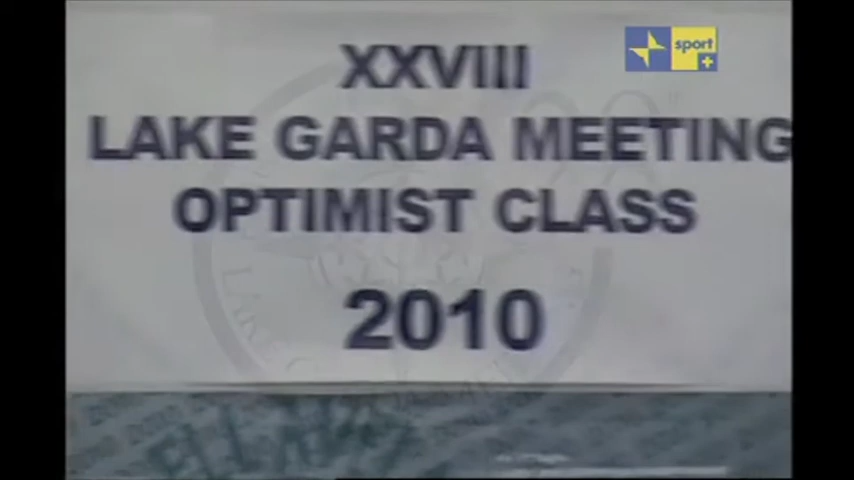 sport
+
XXVIII
LAKE GARDA MEETING
OPTIMIST CLASS
2010